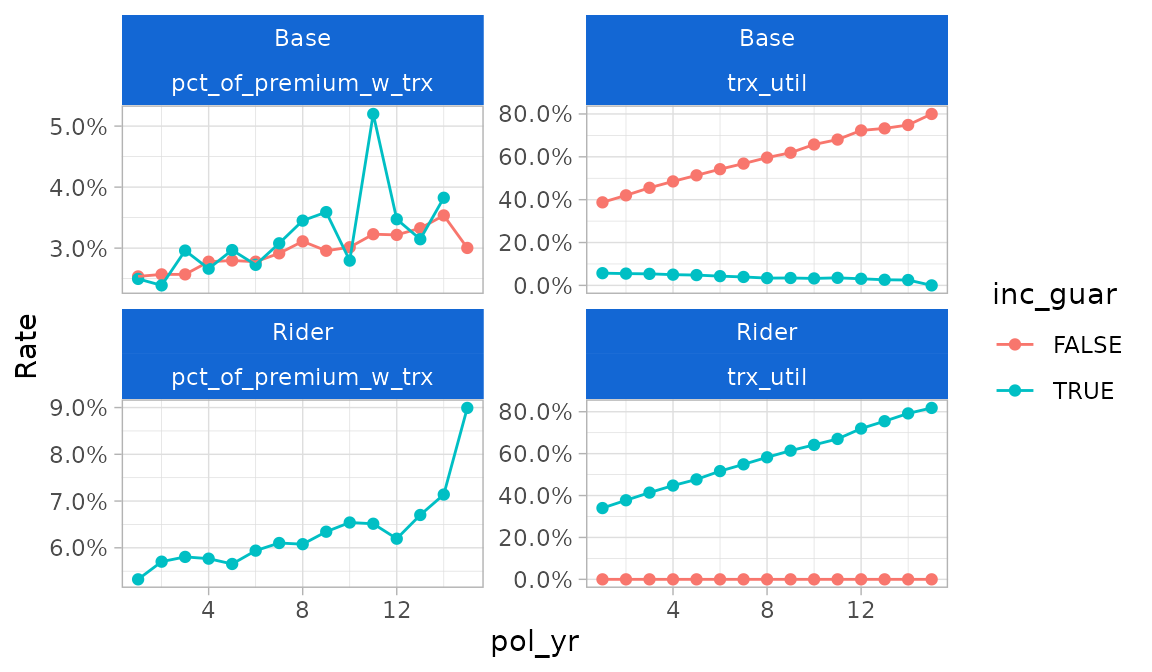 Base
pct_of_premium_w_trx
Base
trx_util
5.0%
4.0%
3.0%
80.0%
60.0%
40.0%
20.0%
0.0%
Rider
pct_of_premium_w_trx
Rider
trx_util
9.0%
8.0%
7.0%
6.0%
80.0%
60.0%
40.0%
20.0%
0.0%
4 8 12
4 8 12
pol_yr
Rate
inc_guar
FALSE
TRUE